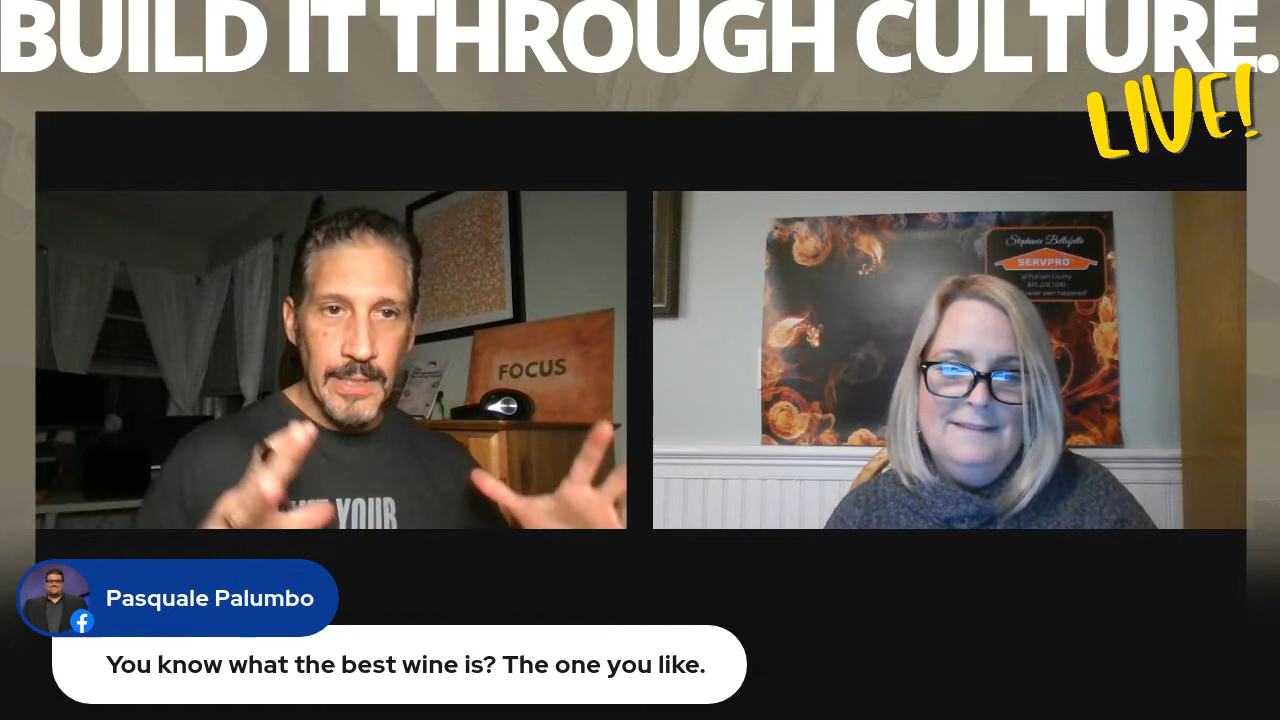 BUILD IT THROUGH CULTURE.
LIVE!
Stephanie Bellofatto
SERVPRO
of Putnam County
FOCUS
YOUR
Pasquale Palumbo
You know what the best wine is? The one you like.